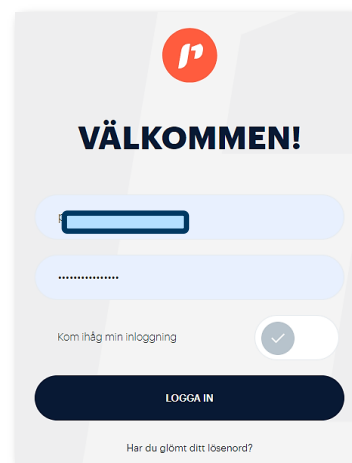 VÄLKOMMEN!
................
Kom ihåg min inloggning
LOGGA IN
Har du glömt ditt lösenord?